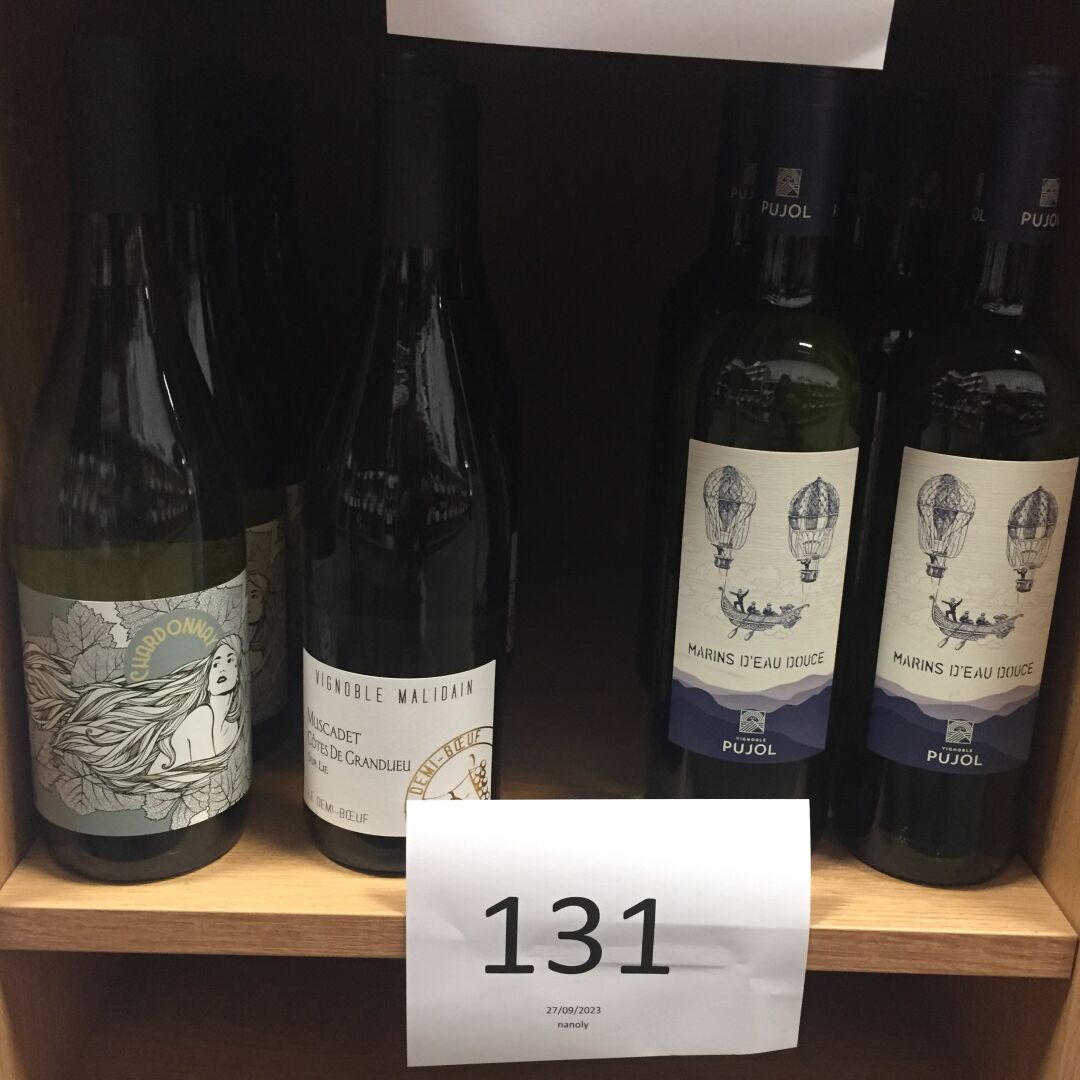 CHARDONNAY
VIGNOBLE MALIDAIN
MUSCADET
CÔTES DE GRANDLIEU
SUR LIE
LE DEMI-BŒUF
DEMI-BŒUF
PUJ
PUJOL
PUJOL
MARINS D'EAU DOUCE
VIGNOBLE
PUJOL
MARINS D'EAU DOUCE
VIGNOBLE
PUJOL
131
27/09/2023
nanoly